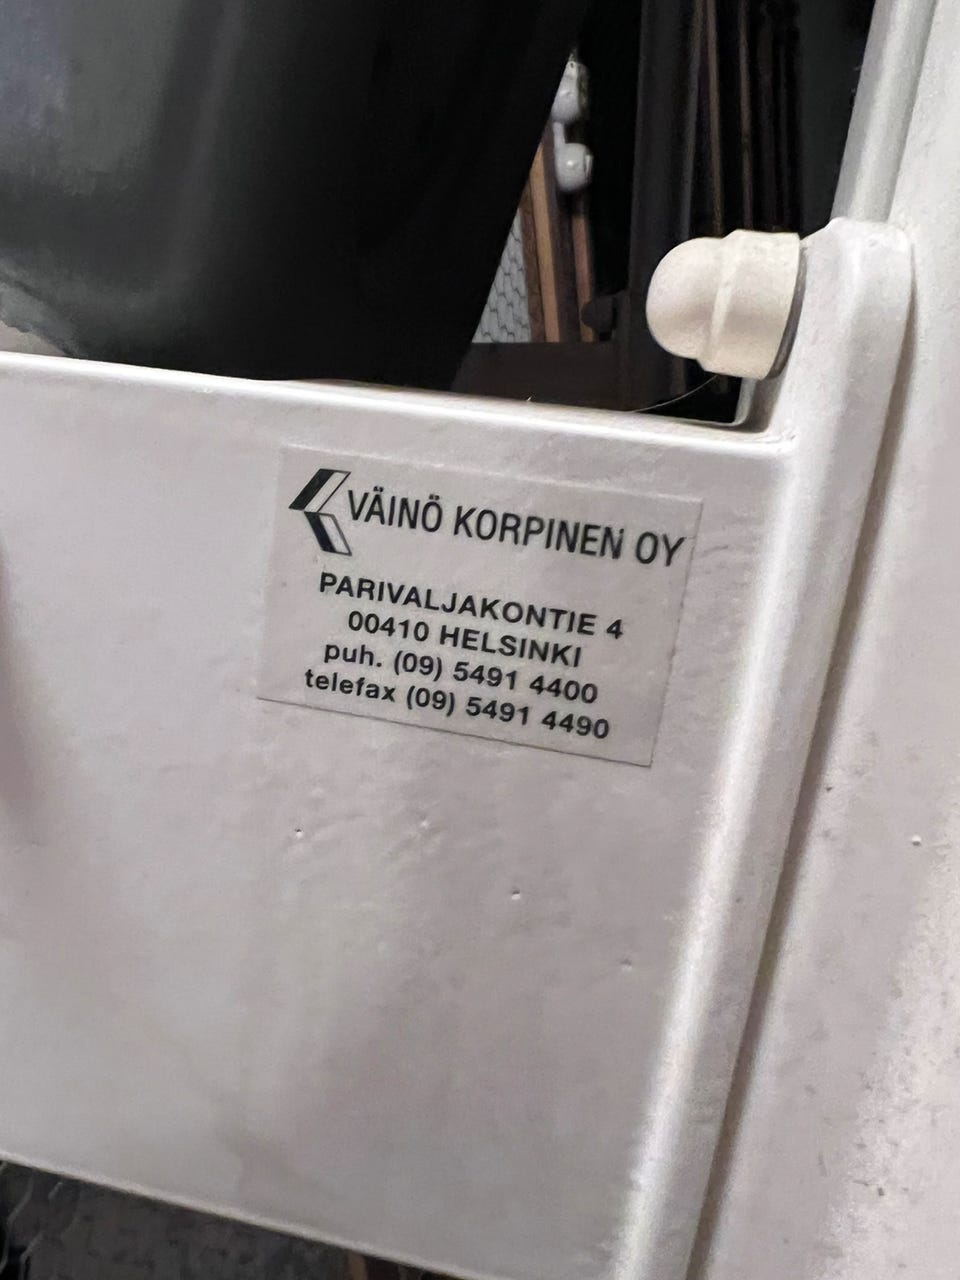 VÄINÖ KORPINEN OY
PARIVALJAKONTIE 4
00410 HELSINKI
puh. (09) 5491 4400
telefax (09) 5491 4490